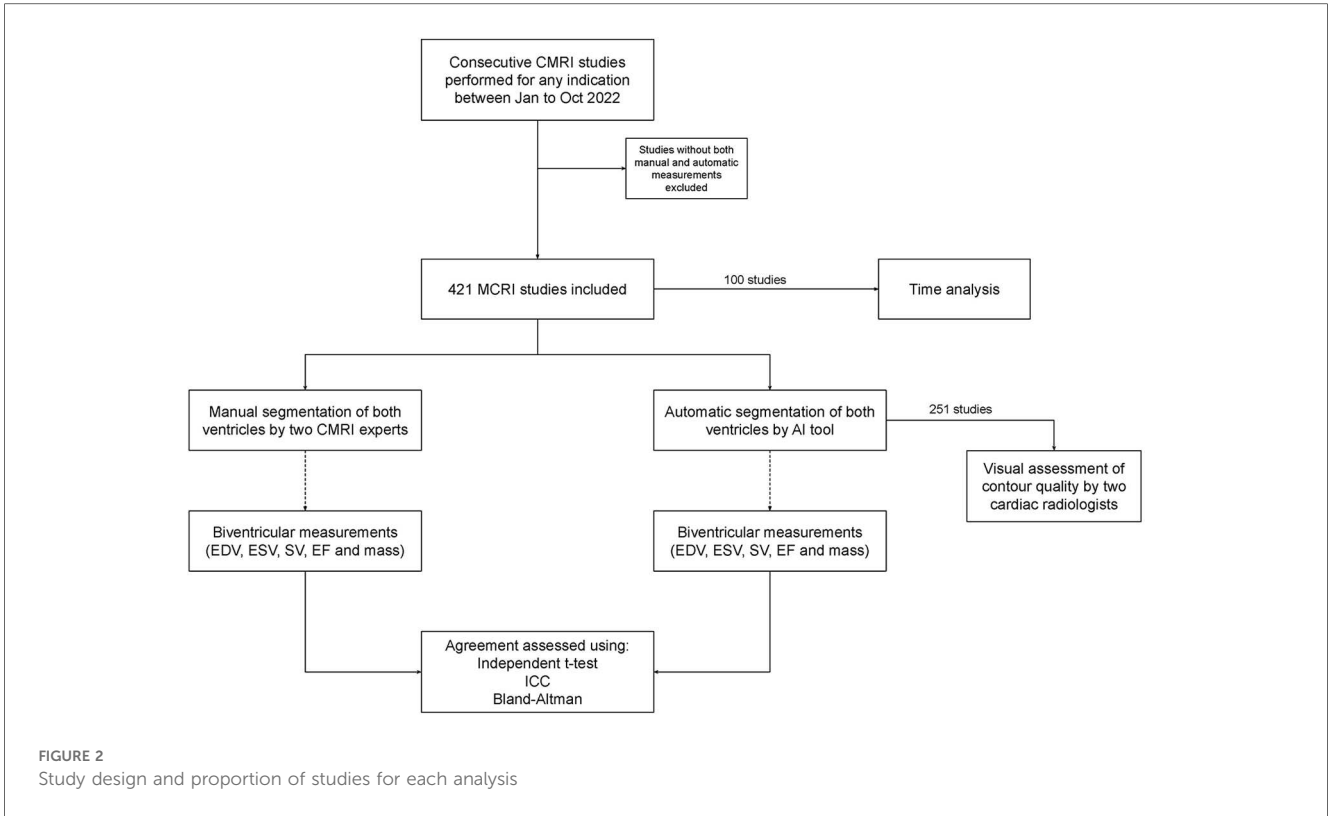 Consecutive CMRI studies
performed for any indication
between Jan to Oct 2022
Studies without both
manual and automatic
measurements
excluded
421 MCRI studies included
100 studies
Time analysis
Manual segmentation of both
ventricles by two CMRI experts
Automatic segmentation of both
ventricles by AI tool
251 studies
Visual assessment of
contour quality by two
cardiac radiologists
Biventricular measurements
(EDV, ESV, SV, EF and mass)
Biventricular measurements
(EDV, ESV, SV, EF and mass)
Agreement assessed using:
Independent t-test
ICC
Bland-Altman
FIGURE 2
Study design and proportion of studies for each analysis